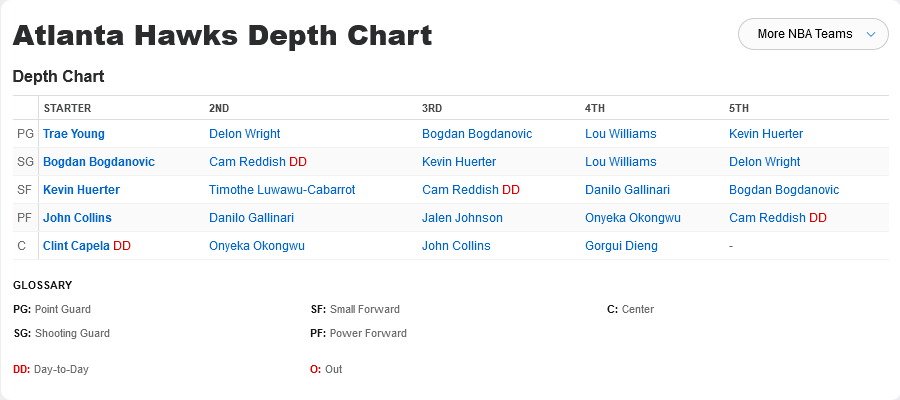 Atlanta Hawks Depth Chart
More NBA Teams
Depth Chart
STARTER 2ND 3RD 4TH 5TH
PG Trae Young Delon Wright Bogdan Bogdanovic Lou Williams Kevin Huerter
SG Bogdan Bogdanovic Cam Reddish DD Kevin Huerter Lou Williams Delon Wright
SF Kevin Huerter Timothe Luwawu-Cabarrot Cam Reddish DD Danilo Gallinari Bogdan Bogdanovic
PF John Collins Danilo Gallinari Jalen Johnson Onyeka Okongwu Cam Reddish DD
C Clint Capela DD Onyeka Okongwu John Collins Gorgui Dieng -
GLOSSARY
PG: Point Guard SF: Small Forward C: Center
SG: Shooting Guard PF: Power Forward
DD: Day-to-Day O: Out